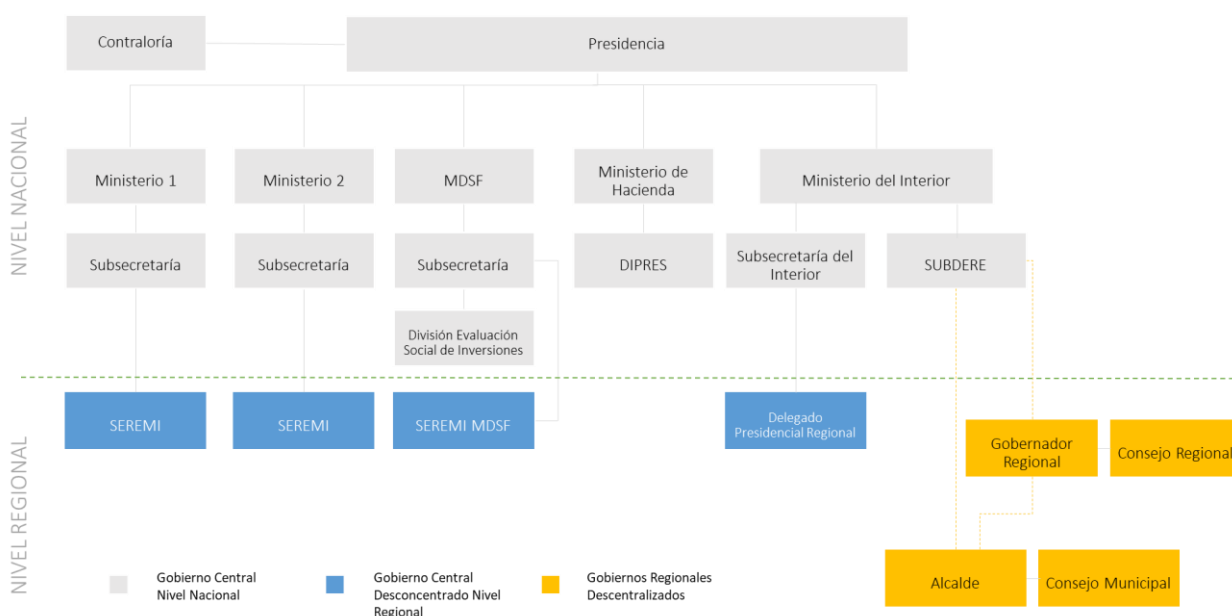 Contraloría
Presidencia
NIVEL NACIONAL
Ministerio 1
Ministerio 2
MDSF
Ministerio de
Hacienda
Ministerio del Interior
Subsecretaría
Subsecretaría
Subsecretaría
DIPRES
Subsecretaría del
Interior
SUBDERE
División Evaluación
Social de Inversiones
NIVEL REGIONAL
SEREMI
SEREMI
SEREMI MDSF
Delegado
Presidencial Regional
Gobernador
Regional
Consejo Regional
Alcalde
Consejo Municipal
Gobierno Central
Nivel Nacional
Gobierno Central
Desconcentrado Nivel
Regional
Gobiernos Regionales
Descentralizados